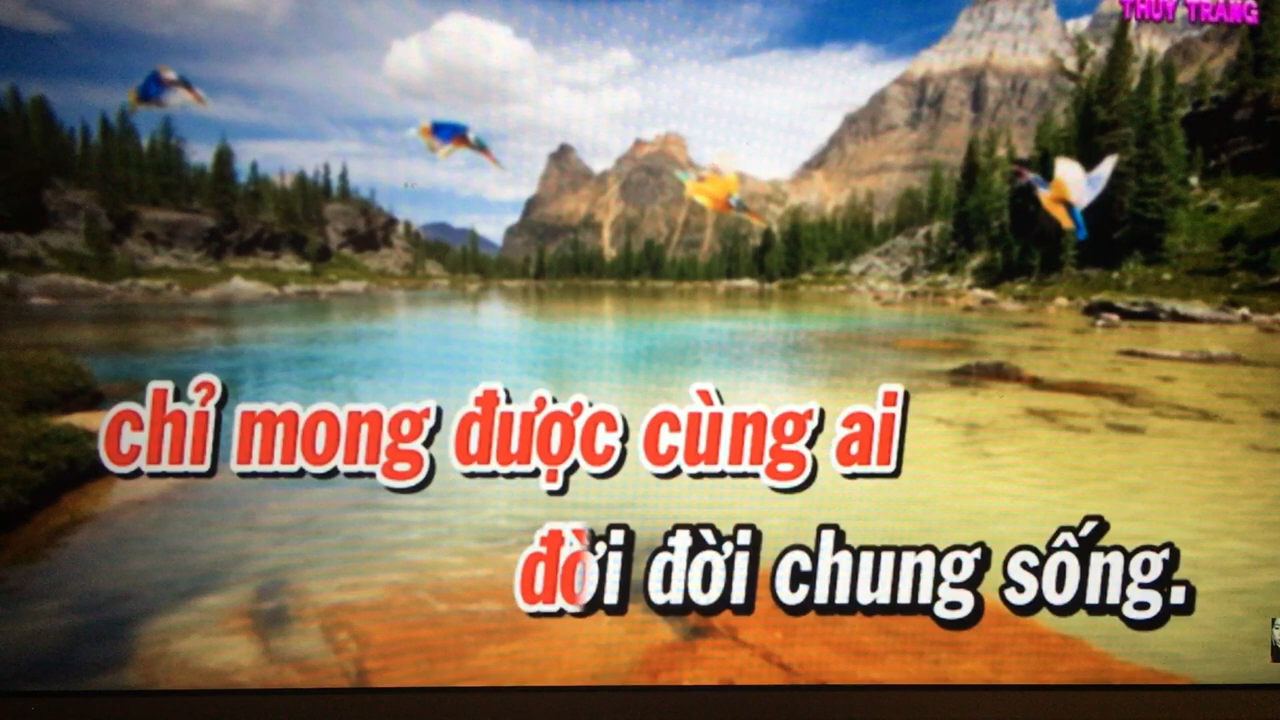 THUY TRANG
chỉ mong được cùng ai
đời đời chung sống.